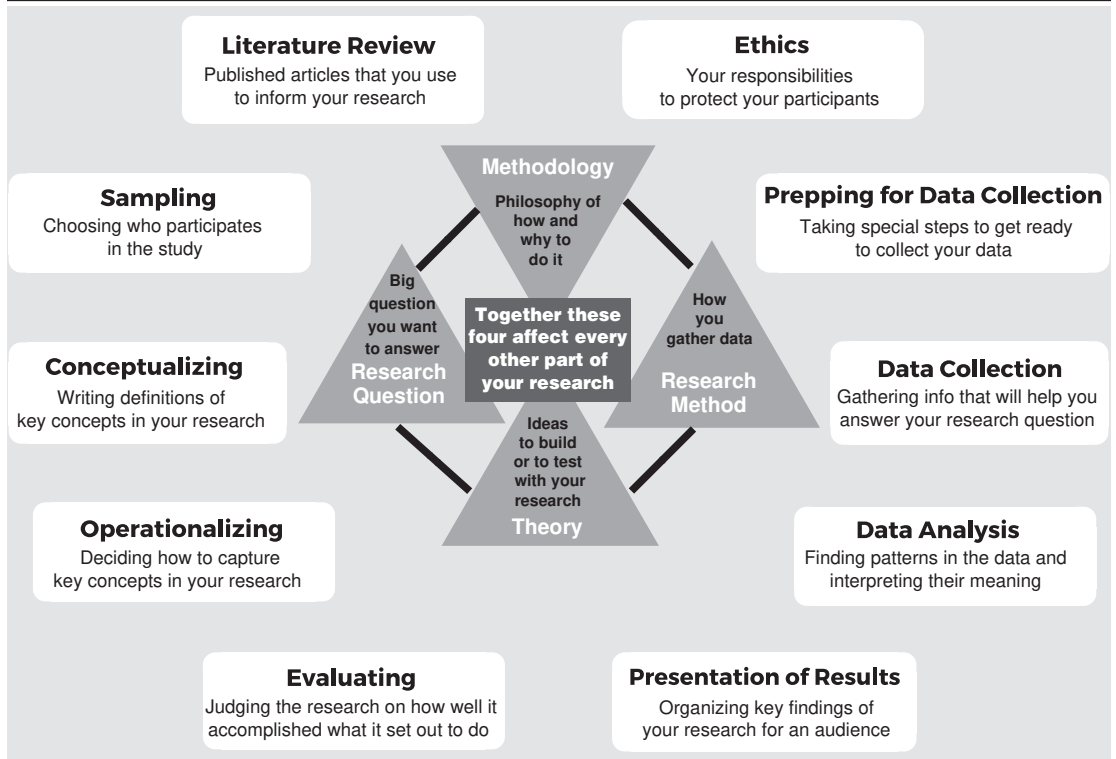 Literature Review
Published articles that you use
to inform your research
Ethics
Your responsibilities
to protect your participants
Sampling
Choosing who participates
in the study
Methodology
Philosophy of
how and
why to
do it
Prepping for Data Collection
Taking special steps to get ready
to collect your data
Big
question
you want
to answer
Research
Question
Together these
four affect every
other part of
your research
How
you
gather data
Research
Method
Conceptualizing
Writing definitions of
key concepts in your research
Data Collection
Gathering info that will help you
answer your research question
Ideas
to build
or to test
with your
research
Theory
Operationalizing
Deciding how to capture
key concepts in your research
Data Analysis
Finding patterns in the data and
interpreting their meaning
Evaluating
Judging the research on how well it
accomplished what it set out to do
Presentation of Results
Organizing key findings of
your research for an audience